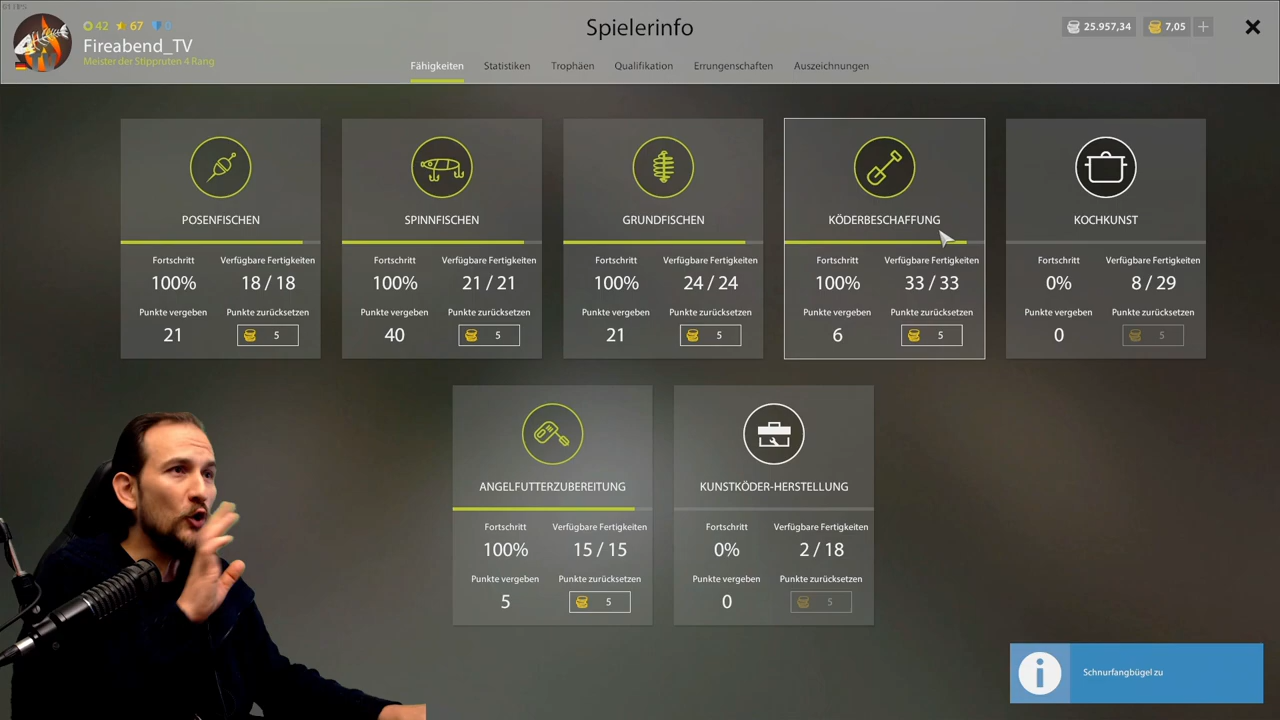 42 67
Fireabend_TV
Meister der Stippruten 4 Rang
Spielerinfo
25.957,34 7,05 +
Fähigkeiten Statistiken Trophäen Qualifikation Errungenschaften Auszeichnungen
POSENFISCHEN
Fortschritt Verfügbare Fertigkeiten
100% 18 / 18
Punkte vergeben Punkte zurücksetzen
21 5
SPINNFISCHEN
Fortschritt Verfügbare Fertigkeiten
100% 21 / 21
Punkte vergeben Punkte zurücksetzen
40 5
GRUNDFISCHEN
Fortschritt Verfügbare Fertigkeiten
100% 24 / 24
Punkte vergeben Punkte zurücksetzen
21 5
KÖDERBESCHAFFUNG
Fortschritt Verfügbare Fertigkeiten
100% 33 / 33
Punkte vergeben Punkte zurücksetzen
6 5
KOCHKUNST
Fortschritt Verfügbare Fertigkeiten
0% 8 / 29
Punkte vergeben Punkte zurücksetzen
0 5
ANGELFUTTERZUBEREITUNG
Fortschritt Verfügbare Fertigkeiten
100% 15 / 15
Punkte vergeben Punkte zurücksetzen
5 5
KUNSTKÖDER-HERSTELLUNG
Fortschritt Verfügbare Fertigkeiten
0% 2 / 18
Punkte vergeben Punkte zurücksetzen
0 5
Schnurfangbügel zu